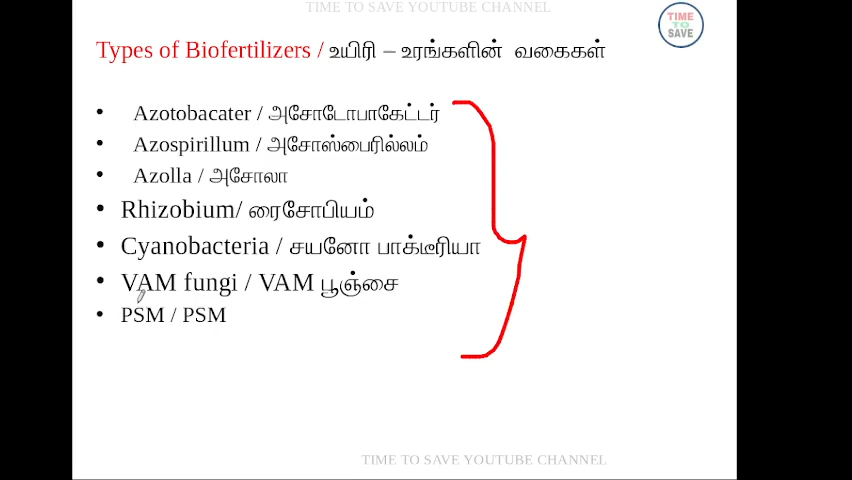 TIME TO SAVE YOUTUBE CHANNEL
TIME
TO
SAVE
Types of Biofertilizers / உயிரி – உரங்களின் வகைகள்
• Azotobacater / அசோடோபாகேட்டர்
• Azospirillum / அசோஸ்பைரில்லம்
• Azolla / அசோலா
• Rhizobium/ ரைசோபியம்
• Cyanobacteria / சயனோ பாக்டீரியா
• VAM fungi / VAM பூஞ்சை
• PSM / PSM
TIME TO SAVE YOUTUBE CHANNEL